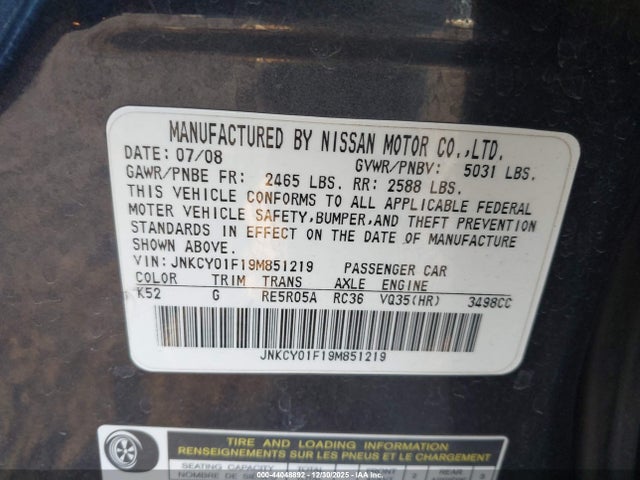 MANUFACTURED BY NISSAN MOTOR CO.,LTD.
DATE: 07/08 GVWR/PNBV: 5031 LBS.
GAWR/PNBE FR: 2465 LBS. RR: 2588 LBS.
THIS VEHICLE CONFORMS TO ALL APPLICABLE FEDERAL
MOTER VEHICLE SAFETY,BUMPER,AND THEFT PREVENTION
STANDARDS IN EFFECT ON THE DATE OF MANUFACTURE
SHOWN ABOVE.
VIN: JNKCY01F19M851219 PASSENGER CAR
COLOR TRIM TRANS AXLE ENGINE
K52 G RE5R05A RC36 VQ35(HR) 3498CC
JNKCY01F19M851219
TIRE AND LOADING INFORMATION
RENSEIGNEMENTS SUR LES PNEUS ET LE CHARGEMENT
SEATING CAPACITY TOTAL REAR
000-44048892 - 12/30/2025 - IAA Inc.